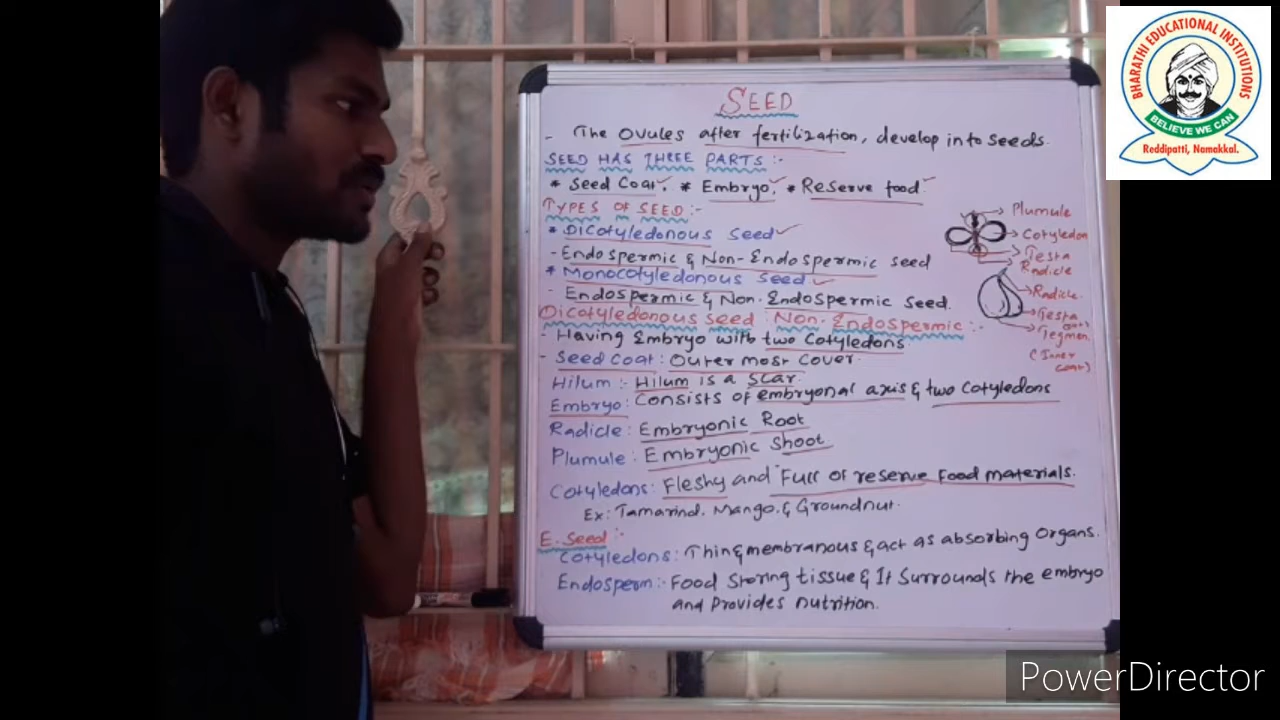 SEED
- The ovules after fertilization, develop into seeds.
SEED HAS THREE PARTS :-
* Seed Coat, * Embryo, * Reserve food
TYPES OF SEED:-
* Dicotyledonous Seed
- Endospermic & Non-Endospermic seed
* Monocotyledonous Seed
- Endospermic & Non-Endospermic Seed.
Dicotyledonous seed: Non-Endospermic :-
- Having Embryo with two Cotyledons
- Seed Coat: Outer most Cover.
Hilum :- Hilum is a Scar.
Embryo: Consists of embryonal axis & two Cotyledons
Radicle: Embryonic Root
Plumule: Embryonic Shoot
Cotyledons: Fleshy and Full of reserve Food materials.
Ex: Tamarind, Mango, & Groundnut.
E. Seed :-
Cotyledons: Thin & membranous & act as absorbing Organs.
Endosperm:- Food Storing tissue & It Surrounds the embryo
and Provides nutrition.
Plumule
Cotyledon
Testa
Radicle
Radicle.
Testa
Tegmen.
(Inner
coat)
BHARATHI EDUCATIONAL INSTITUTIONS
BELIEVE WE CAN
Reddipatti, Namakkal.
PowerDirector